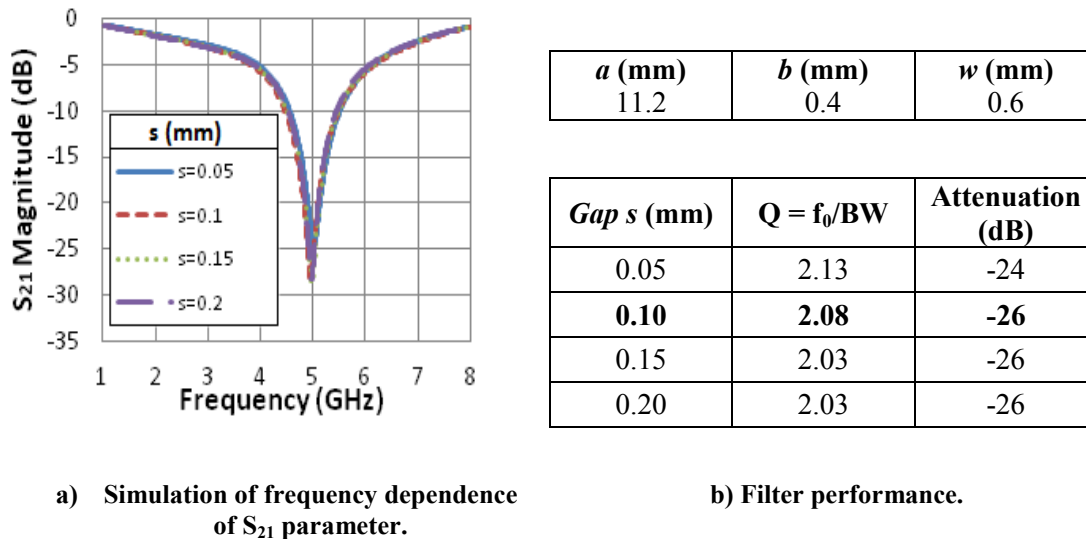 S₂₁ Magnitude (dB)
0
-5
-10
-15
-20
-25
-30
-35
s (mm)
s=0.05
s=0.1
s=0.15
s=0.2
1 2 3 4 5 6 7 8
Frequency (GHz)
a (mm) b (mm) w (mm)
11.2 0.4 0.6
Gap s (mm) Q = f₀/BW Attenuation (dB)
0.05 2.13 -24
0.10 2.08 -26
0.15 2.03 -26
0.20 2.03 -26
a) Simulation of frequency dependence
of S₂₁ parameter.
b) Filter performance.